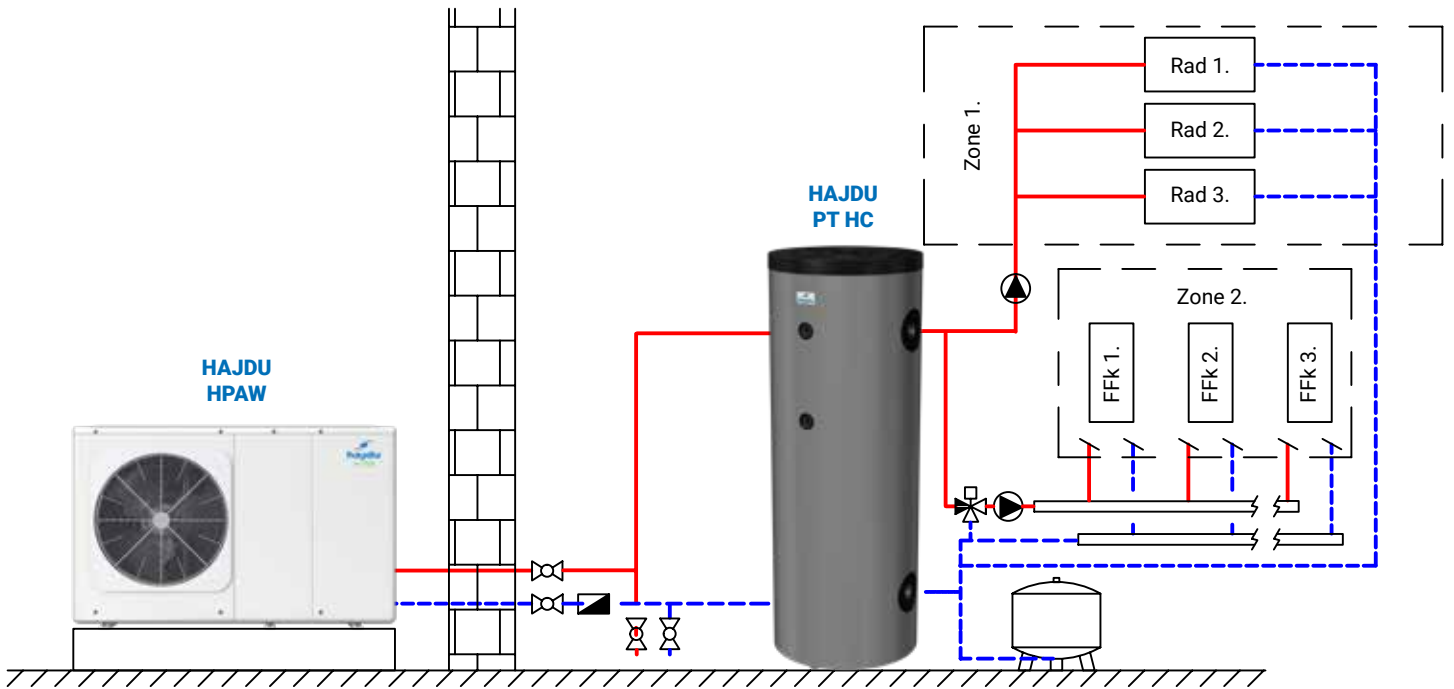 HAJDU
HPAW
hajdu
HAJDU
PT HC
Zone 1.
Rad 1.
Rad 2.
Rad 3.
Zone 2.
FFk 1.
FFk 2.
FFk 3.